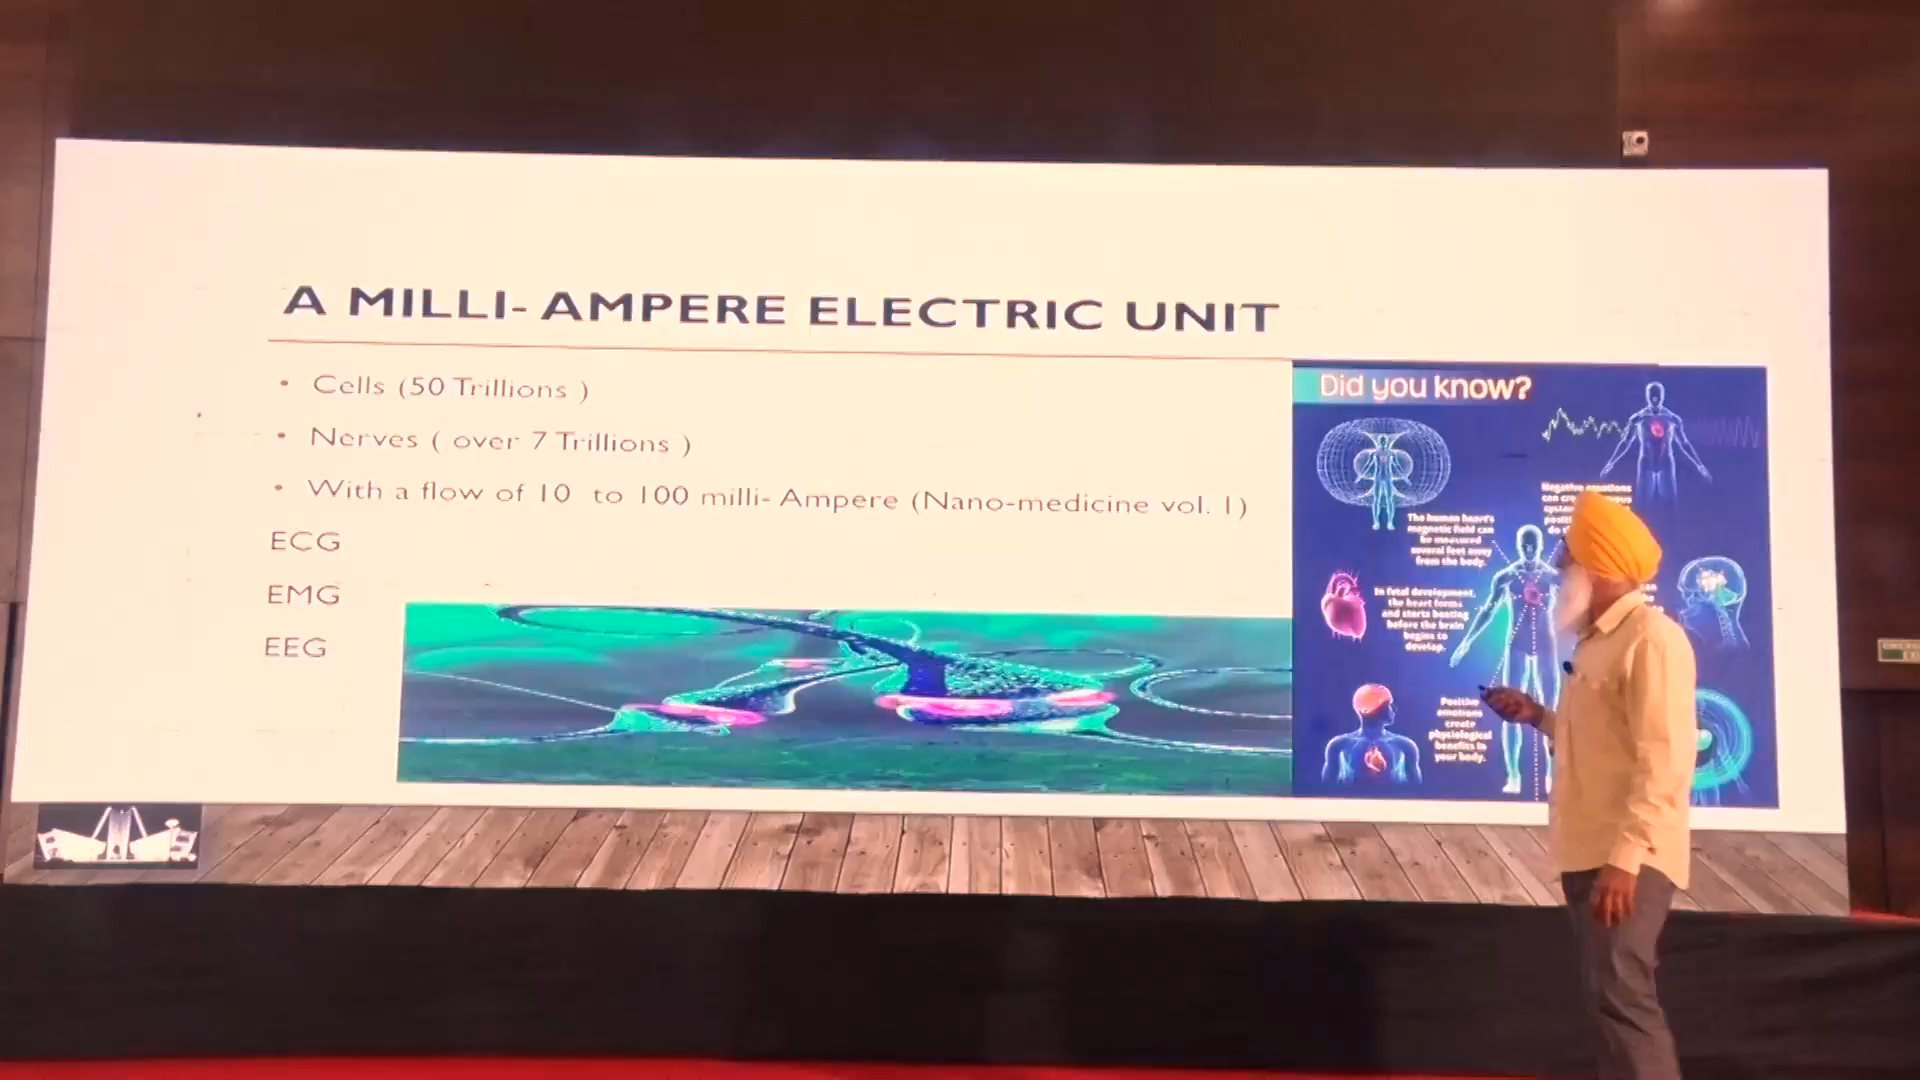 A MILLI- AMPERE ELECTRIC UNIT
• Cells (50 Trillions )
• Nerves ( over 7 Trillions )
• With a flow of 10 to 100 milli- Ampere (Nano-medicine vol. 1)
ECG
EMG
EEG
Did you know?
Negative emotions
can
The human heart's
magnetic field can
be measured
several feet away
from the body.
In fetal development,
the heart forms
and starts beating
before the brain
begins to
develop.
Positive
emotions
create
physiological
benefits in
your body.